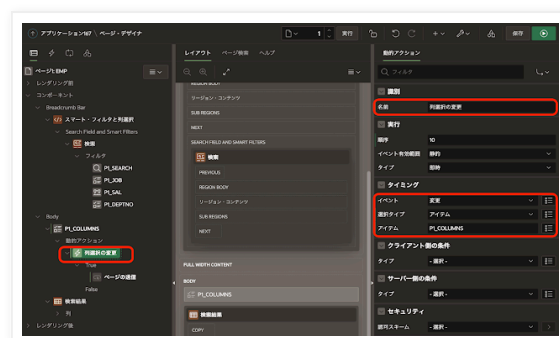 アプリケーション167 \ ページ・デザイナ
1
実行
保存
レイアウト
ページ検索
ヘルプ
動的アクション
ページ1: EMP
レンダリング前
コンポーネント
Breadcrumb Bar
スマート・フィルタと列選択
Search Field and Smart Filters
検索
フィルタ
P1_SEARCH
P1_JOB
P1_SAL
P1_DEPTNO
Body
P1_COLUMNS
動的アクション
列選択の変更
True
ページの送信
False
検索結果
列
レンダリング後
REGION BODY
リージョン・コンテンツ
SUB REGIONS
NEXT
SEARCH FIELD AND SMART FILTERS
検索
PREVIOUS
REGION BODY
リージョン・コンテンツ
SUB REGIONS
NEXT
FULL WIDTH CONTENT
BODY
P1_COLUMNS
検索結果
COPY
フィルタ
識別
名前 列選択の変更
実行
順序 10
イベント有効範囲 静的
タイプ 即時
タイミング
イベント 変更
選択タイプ アイテム
アイテム P1_COLUMNS
クライアント側の条件
タイプ - 選択 -
サーバー側の条件
タイプ - 選択 -
セキュリティ
認可スキーム - 選択 -